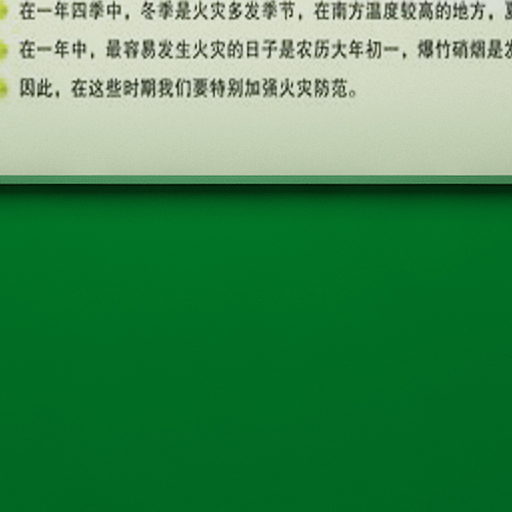 在一年四季中，冬季是火灾多发季节，在南方温度较高的地方，
在一年中，最容易发生火灾的日子是农历大年初一，爆竹硝烟是
因此，在这些时期我们要特别加强火灾防范。